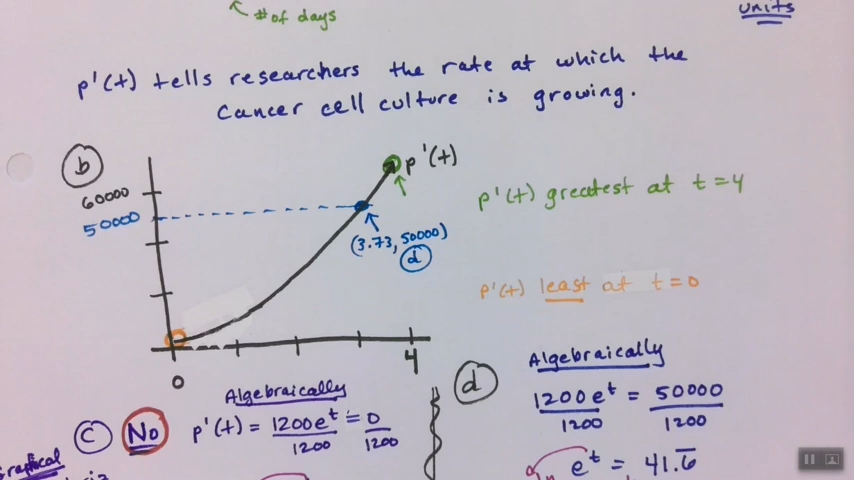 # of days
units
p'(t) tells researchers the rate at which the
cancer cell culture is growing.
b
p'(t)
60000
50000
(3.73, 50000)
d
p'(t) greatest at t=4
p'(t) least at t=0
0
4
c
No
Algebraically
p'(t) = 1200e^t/1200 = 0/1200
Graphical
d
Algebraically
1200e^t/1200 = 50000/1200
e^t = 41.6̅